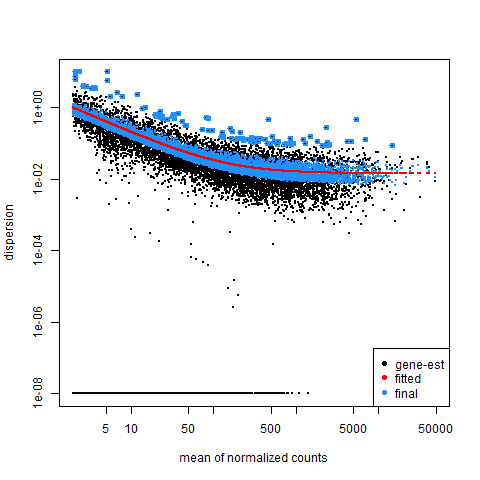 1e+00
1e-02
1e-04
1e-06
1e-08
dispersion
5 10 50 500 5000 50000
mean of normalized counts
gene-est
fitted
final